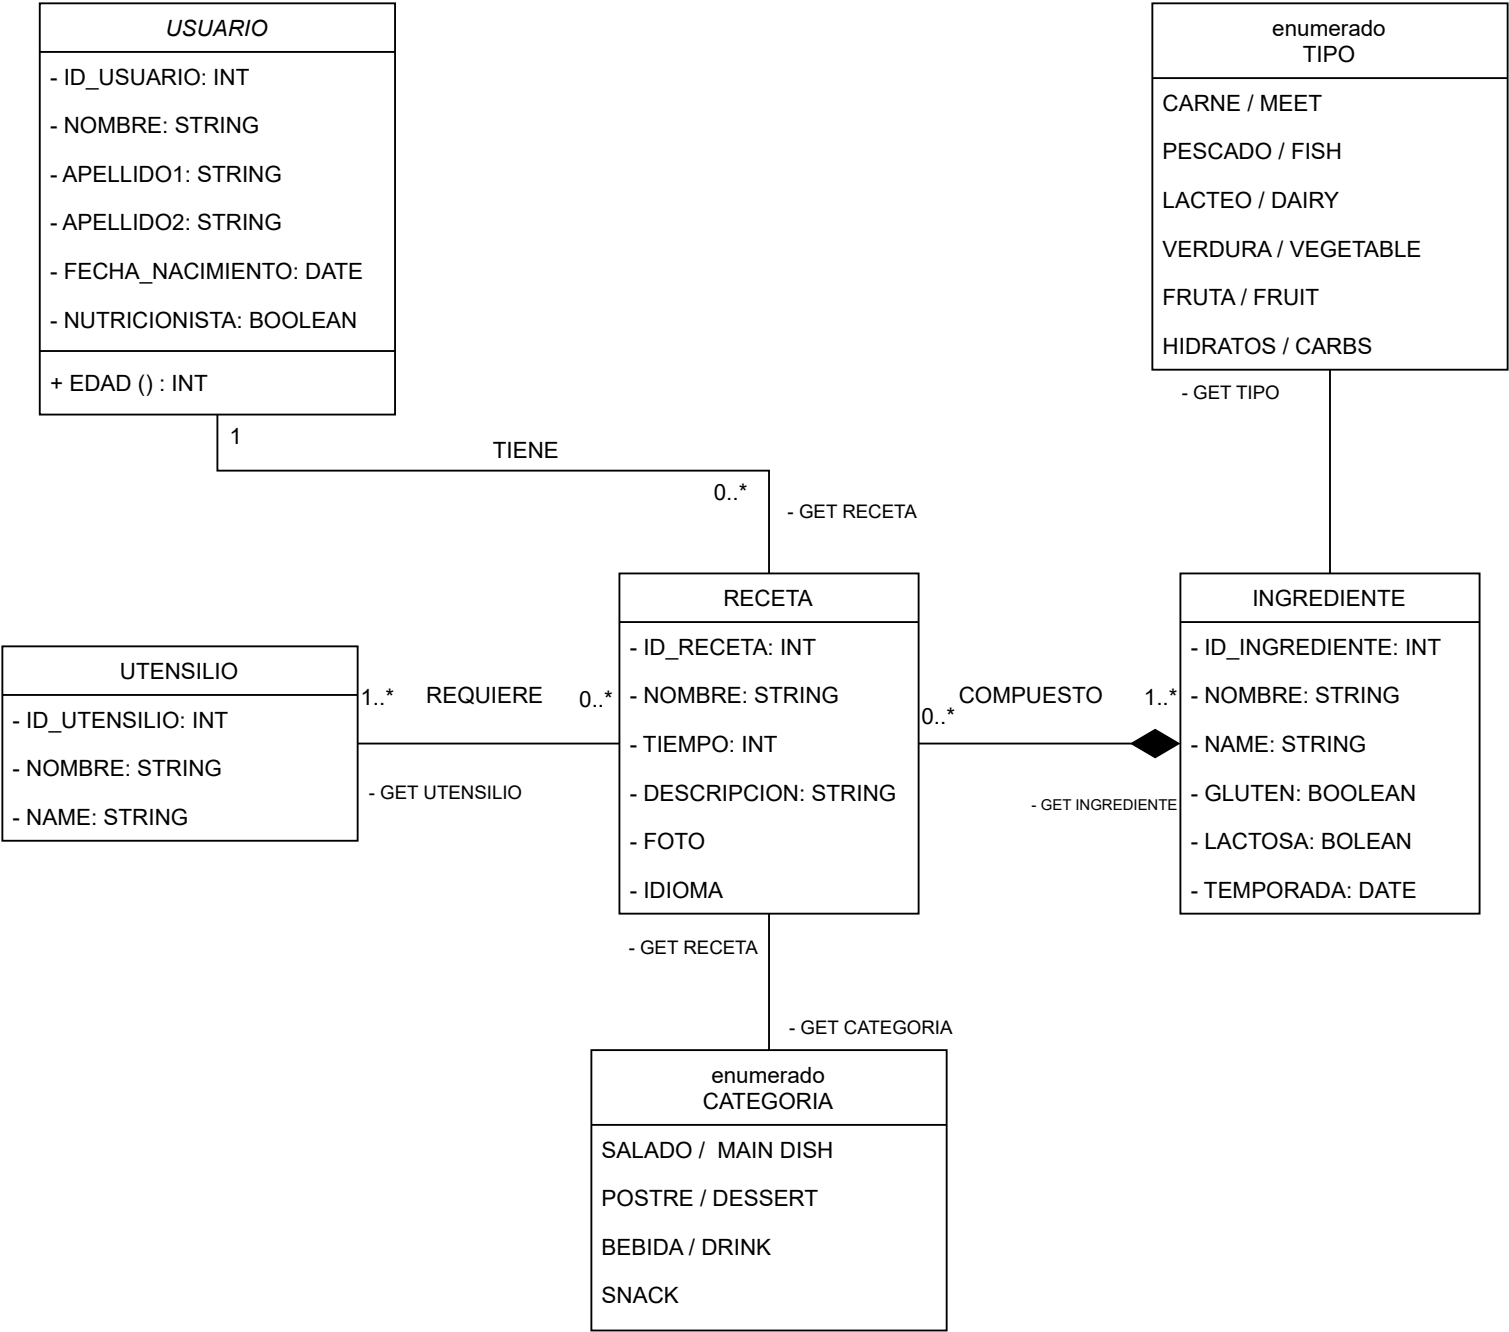 USUARIO
- ID_USUARIO: INT
- NOMBRE: STRING
- APELLIDO1: STRING
- APELLIDO2: STRING
- FECHA_NACIMIENTO: DATE
- NUTRICIONISTA: BOOLEAN
+ EDAD () : INT
enumerado
TIPO
CARNE / MEET
PESCADO / FISH
LACTEO / DAIRY
VERDURA / VEGETABLE
FRUTA / FRUIT
HIDRATOS / CARBS
- GET TIPO
1
TIENE
0..*
- GET RECETA
UTENSILIO
- ID_UTENSILIO: INT
- NOMBRE: STRING
- NAME: STRING
1..*
REQUIERE
0..*
- GET UTENSILIO
RECETA
- ID_RECETA: INT
- NOMBRE: STRING
- TIEMPO: INT
- DESCRIPCION: STRING
- FOTO
- IDIOMA
0..*
COMPUESTO
1..*
- GET INGREDIENTE
INGREDIENTE
- ID_INGREDIENTE: INT
- NOMBRE: STRING
- NAME: STRING
- GLUTEN: BOOLEAN
- LACTOSA: BOLEAN
- TEMPORADA: DATE
- GET RECETA
- GET CATEGORIA
enumerado
CATEGORIA
SALADO /  MAIN DISH
POSTRE / DESSERT
BEBIDA / DRINK
SNACK